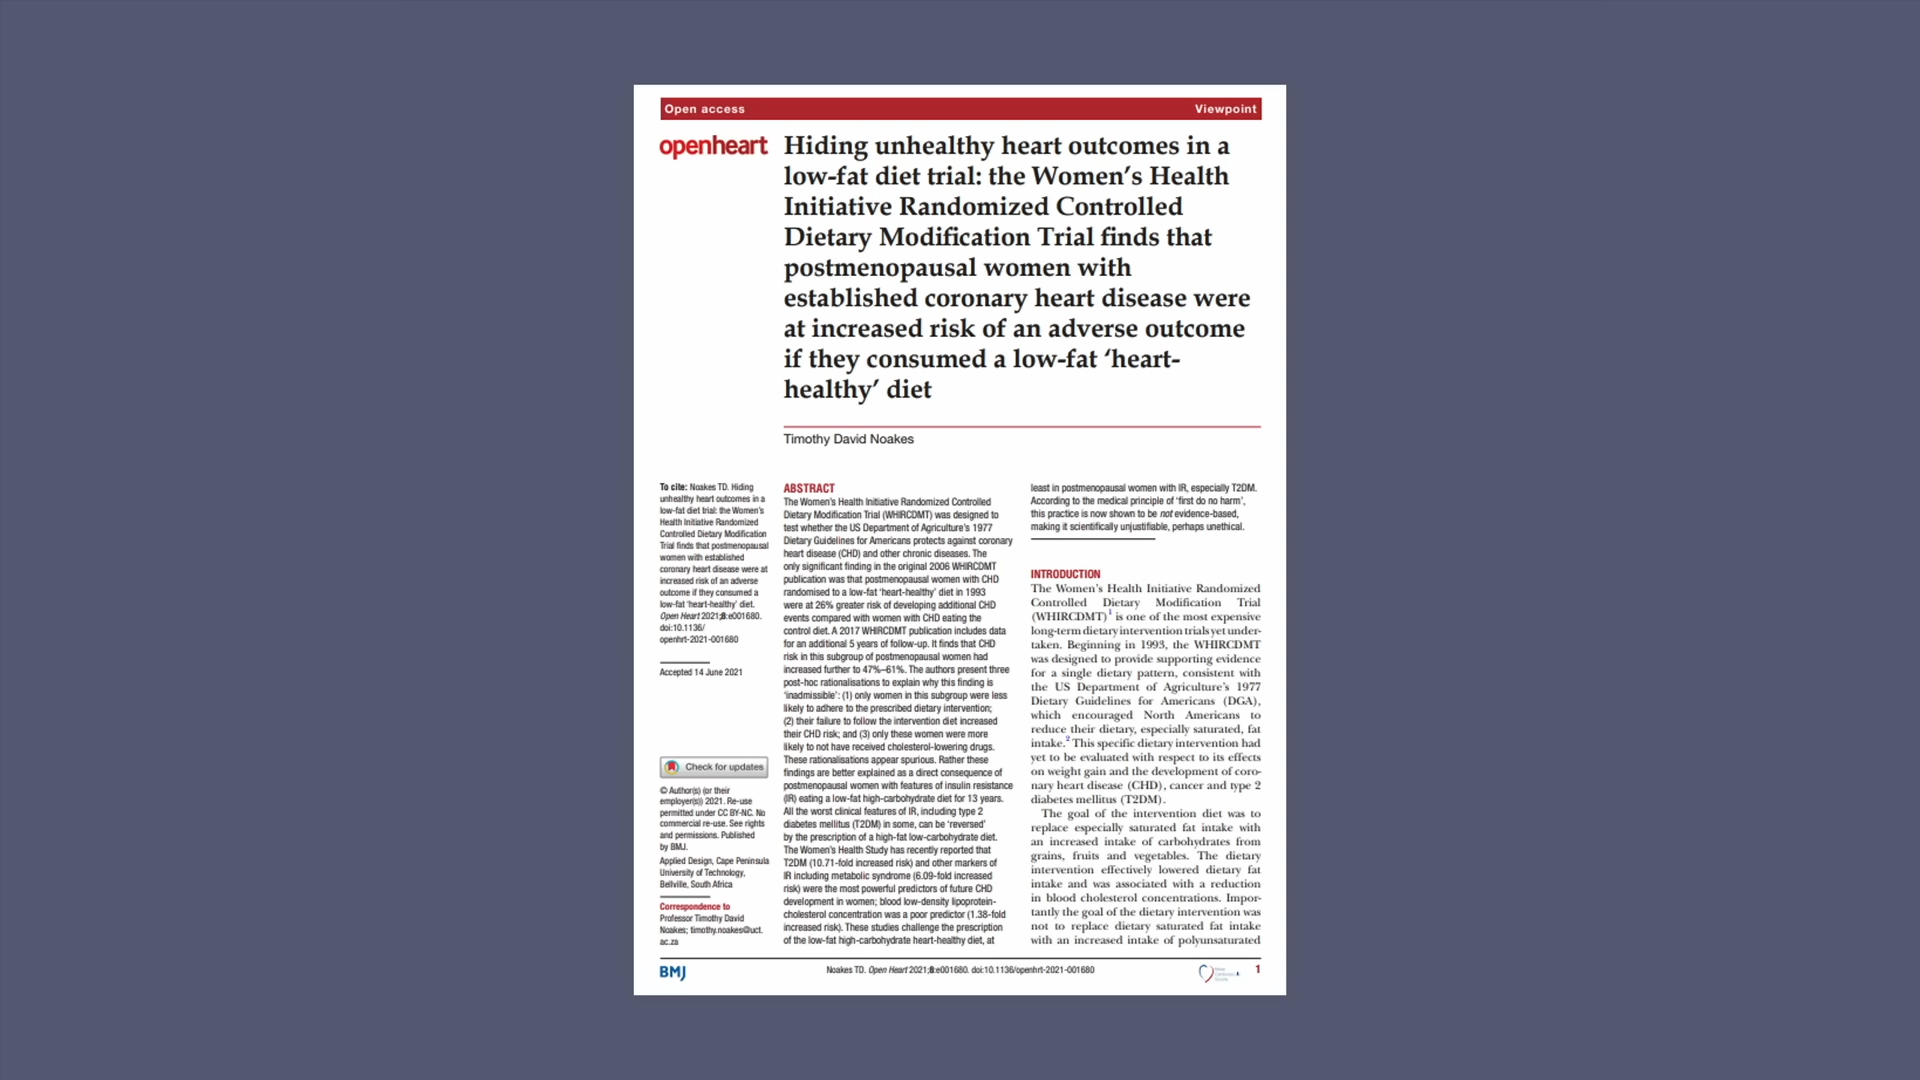 Open access
Viewpoint
openheart
Hiding unhealthy heart outcomes in a
low-fat diet trial: the Women's Health
Initiative Randomized Controlled
Dietary Modification Trial finds that
postmenopausal women with
established coronary heart disease were
at increased risk of an adverse outcome
if they consumed a low-fat 'heart-
healthy' diet
Timothy David Noakes
To cite: Noakes TD. Hiding
unhealthy heart outcomes in a
low-fat diet trial: the Women's
Health Initiative Randomized
Controlled Dietary Modification
Trial finds that postmenopausal
women with established
coronary heart disease were at
increased risk of an adverse
outcome if they consumed a
low-fat 'heart-healthy' diet.
Open Heart 2021;8:e001680.
doi:10.1136/
openhrt-2021-001680
Accepted 14 June 2021
Check for updates
© Author(s) (or their
employer(s)) 2021. Re-use
permitted under CC BY-NC. No
commercial re-use. See rights
and permissions. Published
by BMJ.
Applied Design, Cape Peninsula
University of Technology,
Bellville, South Africa
Correspondence to
Professor Timothy David
Noakes; timothy.noakes@uct.
ac.za
ABSTRACT
The Women's Health Initiative Randomized Controlled
Dietary Modification Trial (WHIRCDMT) was designed to
test whether the US Department of Agriculture's 1977
Dietary Guidelines for Americans protects against coronary
heart disease (CHD) and other chronic diseases. The
only significant finding in the original 2006 WHIRCDMT
publication was that postmenopausal women with CHD
randomised to a low-fat 'heart-healthy' diet in 1993
were at 26% greater risk of developing additional CHD
events compared with women with CHD eating the
control diet. A 2017 WHIRCDMT publication includes data
for an additional 5 years of follow-up. It finds that CHD
risk in this subgroup of postmenopausal women had
increased further to 47%–61%. The authors present three
post-hoc rationalisations to explain why this finding is
'inadmissible': (1) only women in this subgroup were less
likely to adhere to the prescribed dietary intervention;
(2) their failure to follow the intervention diet increased
their CHD risk; and (3) only these women were more
likely to not have received cholesterol-lowering drugs.
These rationalisations appear spurious. Rather these
findings are better explained as a direct consequence of
postmenopausal women with features of insulin resistance
(IR) eating a low-fat high-carbohydrate diet for 13 years.
All the worst clinical features of IR, including type 2
diabetes mellitus (T2DM) in some, can be 'reversed'
by the prescription of a high-fat low-carbohydrate diet.
The Women's Health Study has recently reported that
T2DM (10.71-fold increased risk) and other markers of
IR including metabolic syndrome (6.09-fold increased
risk) were the most powerful predictors of future CHD
development in women; blood low-density lipoprotein-
cholesterol concentration was a poor predictor (1.38-fold
increased risk). These studies challenge the prescription
of the low-fat high-carbohydrate heart-healthy diet, at
least in postmenopausal women with IR, especially T2DM.
According to the medical principle of 'first do no harm',
this practice is now shown to be not evidence-based,
making it scientifically unjustifiable, perhaps unethical.
INTRODUCTION
The Women's Health Initiative Randomized
Controlled Dietary Modification Trial
(WHIRCDMT)1 is one of the most expensive
long-term dietary intervention trials yet under-
taken. Beginning in 1993, the WHIRCDMT
was designed to provide supporting evidence
for a single dietary pattern, consistent with
the US Department of Agriculture's 1977
Dietary Guidelines for Americans (DGA),
which encouraged North Americans to
reduce their dietary, especially saturated, fat
intake.2 This specific dietary intervention had
yet to be evaluated with respect to its effects
on weight gain and the development of coro-
nary heart disease (CHD), cancer and type 2
diabetes mellitus (T2DM).
The goal of the intervention diet was to
replace especially saturated fat intake with
an increased intake of carbohydrates from
grains, fruits and vegetables. The dietary
intervention effectively lowered dietary fat
intake and was associated with a reduction
in blood cholesterol concentrations. Impor-
tantly the goal of the dietary intervention was
not to replace dietary saturated fat intake
with an increased intake of polyunsaturated
BMJ
Noakes TD. Open Heart 2021;8:e001680. doi:10.1136/openhrt-2021-001680
1